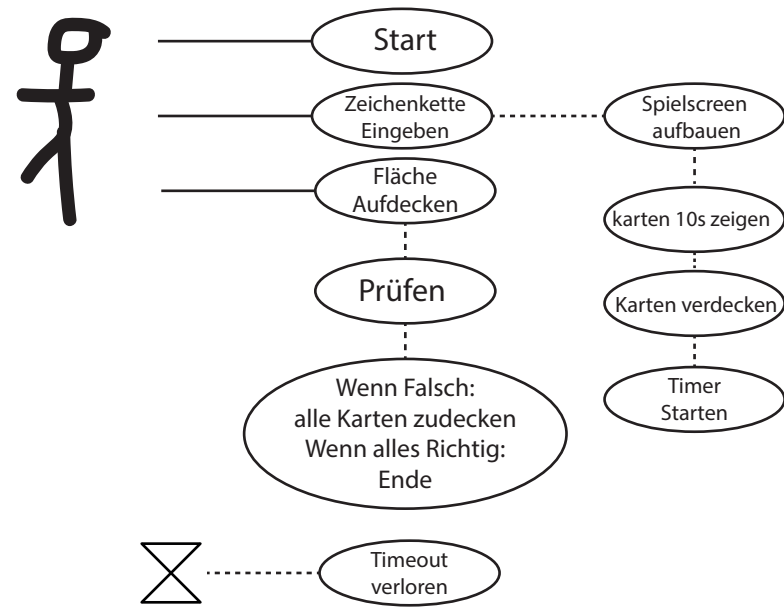 Start
Zeichenkette
Eingeben
Spielscreen
aufbauen
Fläche
Aufdecken
karten 10s zeigen
Prüfen
Karten verdecken
Wenn Falsch:
alle Karten zudecken
Wenn alles Richtig:
Ende
Timer
Starten
Timeout
verloren